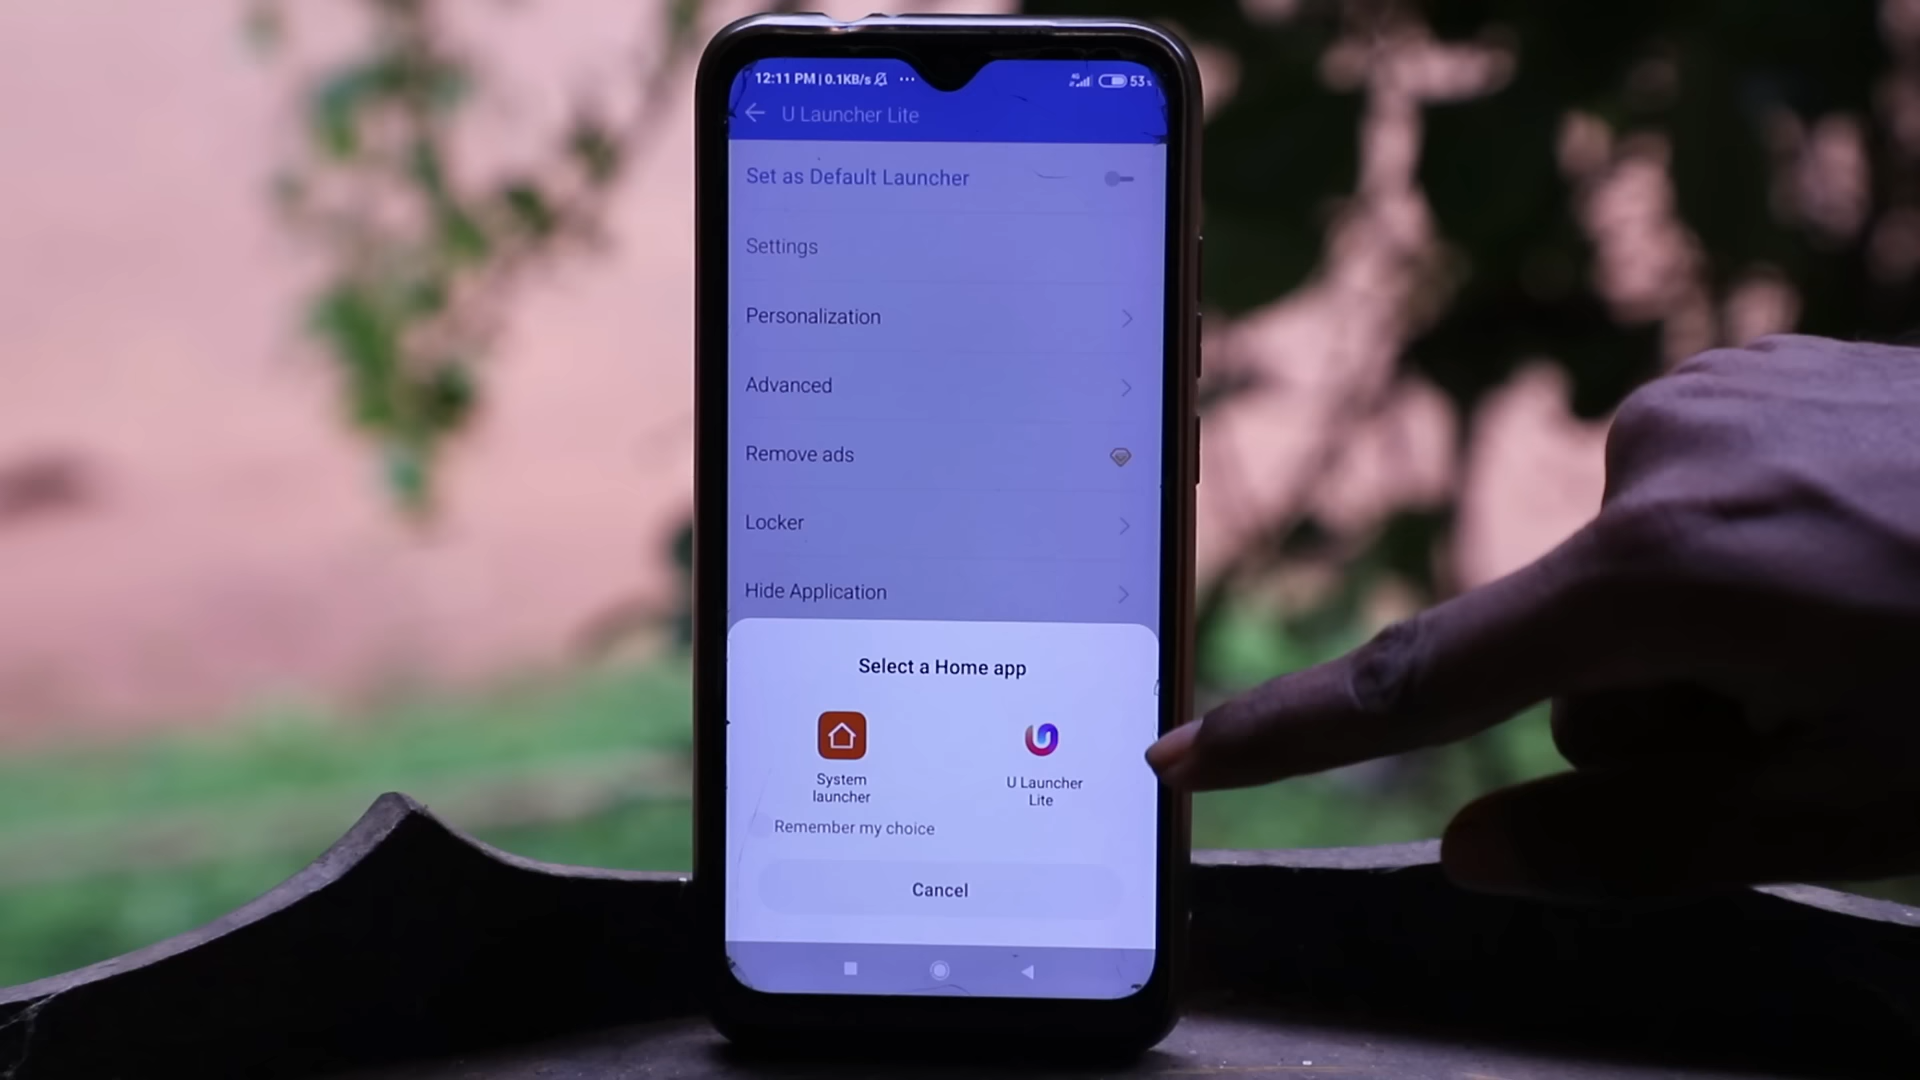 12:11 PM | 0.1KB/s ... 53
U Launcher Lite
Set as Default Launcher
Settings
Personalization
Advanced
Remove ads
Locker
Hide Application
Select a Home app
System
launcher
U Launcher
Lite
Remember my choice
Cancel